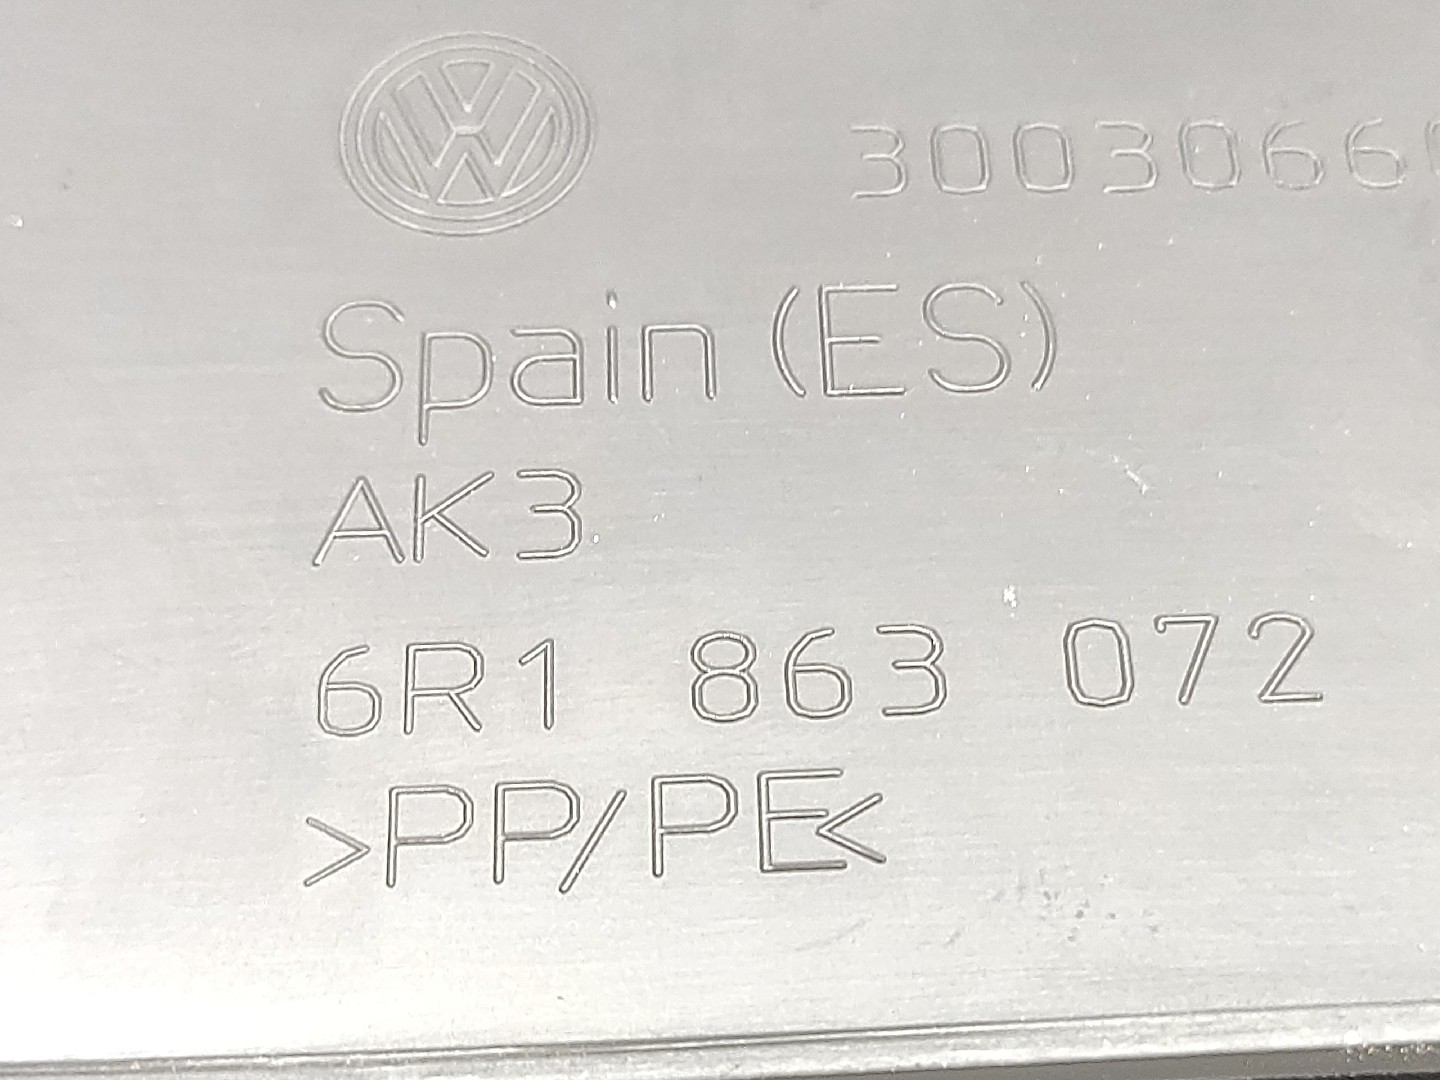 3003066
Spain (ES)
AK3
6R1 863 072
>PP/PE<